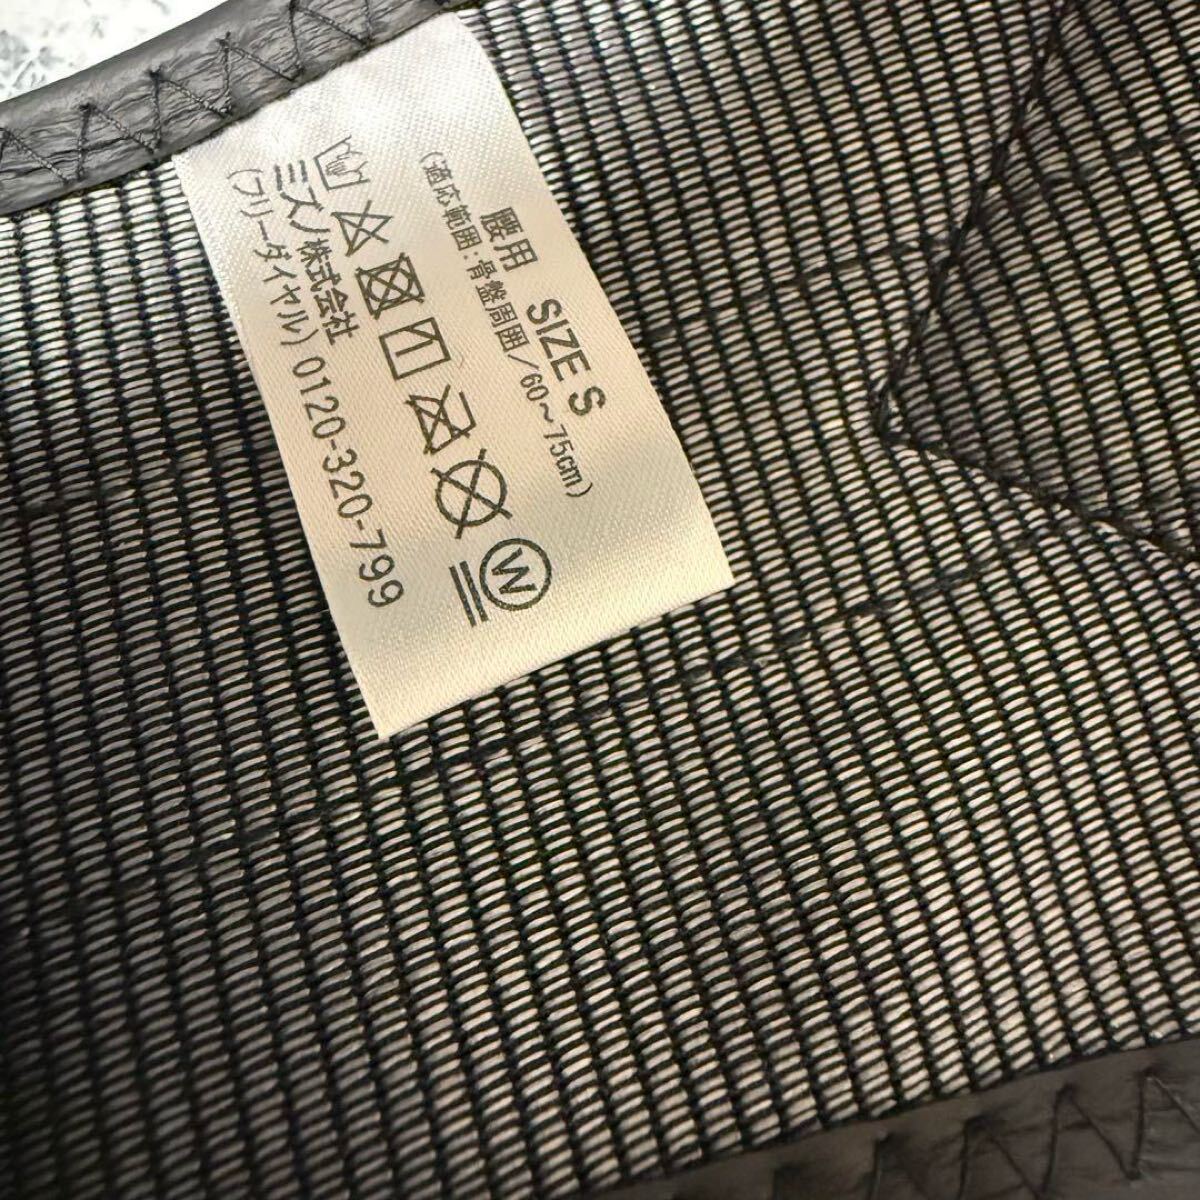 腰用 SIZE S
(適応範囲:骨盤周囲/60～75cm)
W
ミズノ株式会社
(フリーダイヤル) 0120-320-799